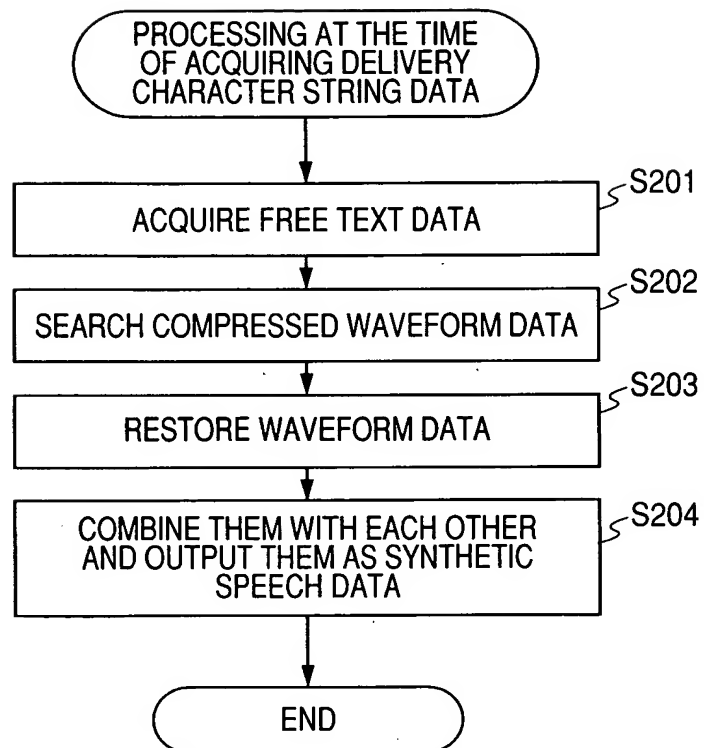 PROCESSING AT THE TIME
OF ACQUIRING DELIVERY
CHARACTER STRING DATA
S201
ACQUIRE FREE TEXT DATA
S202
SEARCH COMPRESSED WAVEFORM DATA
S203
RESTORE WAVEFORM DATA
S204
COMBINE THEM WITH EACH OTHER
AND OUTPUT THEM AS SYNTHETIC
SPEECH DATA
END